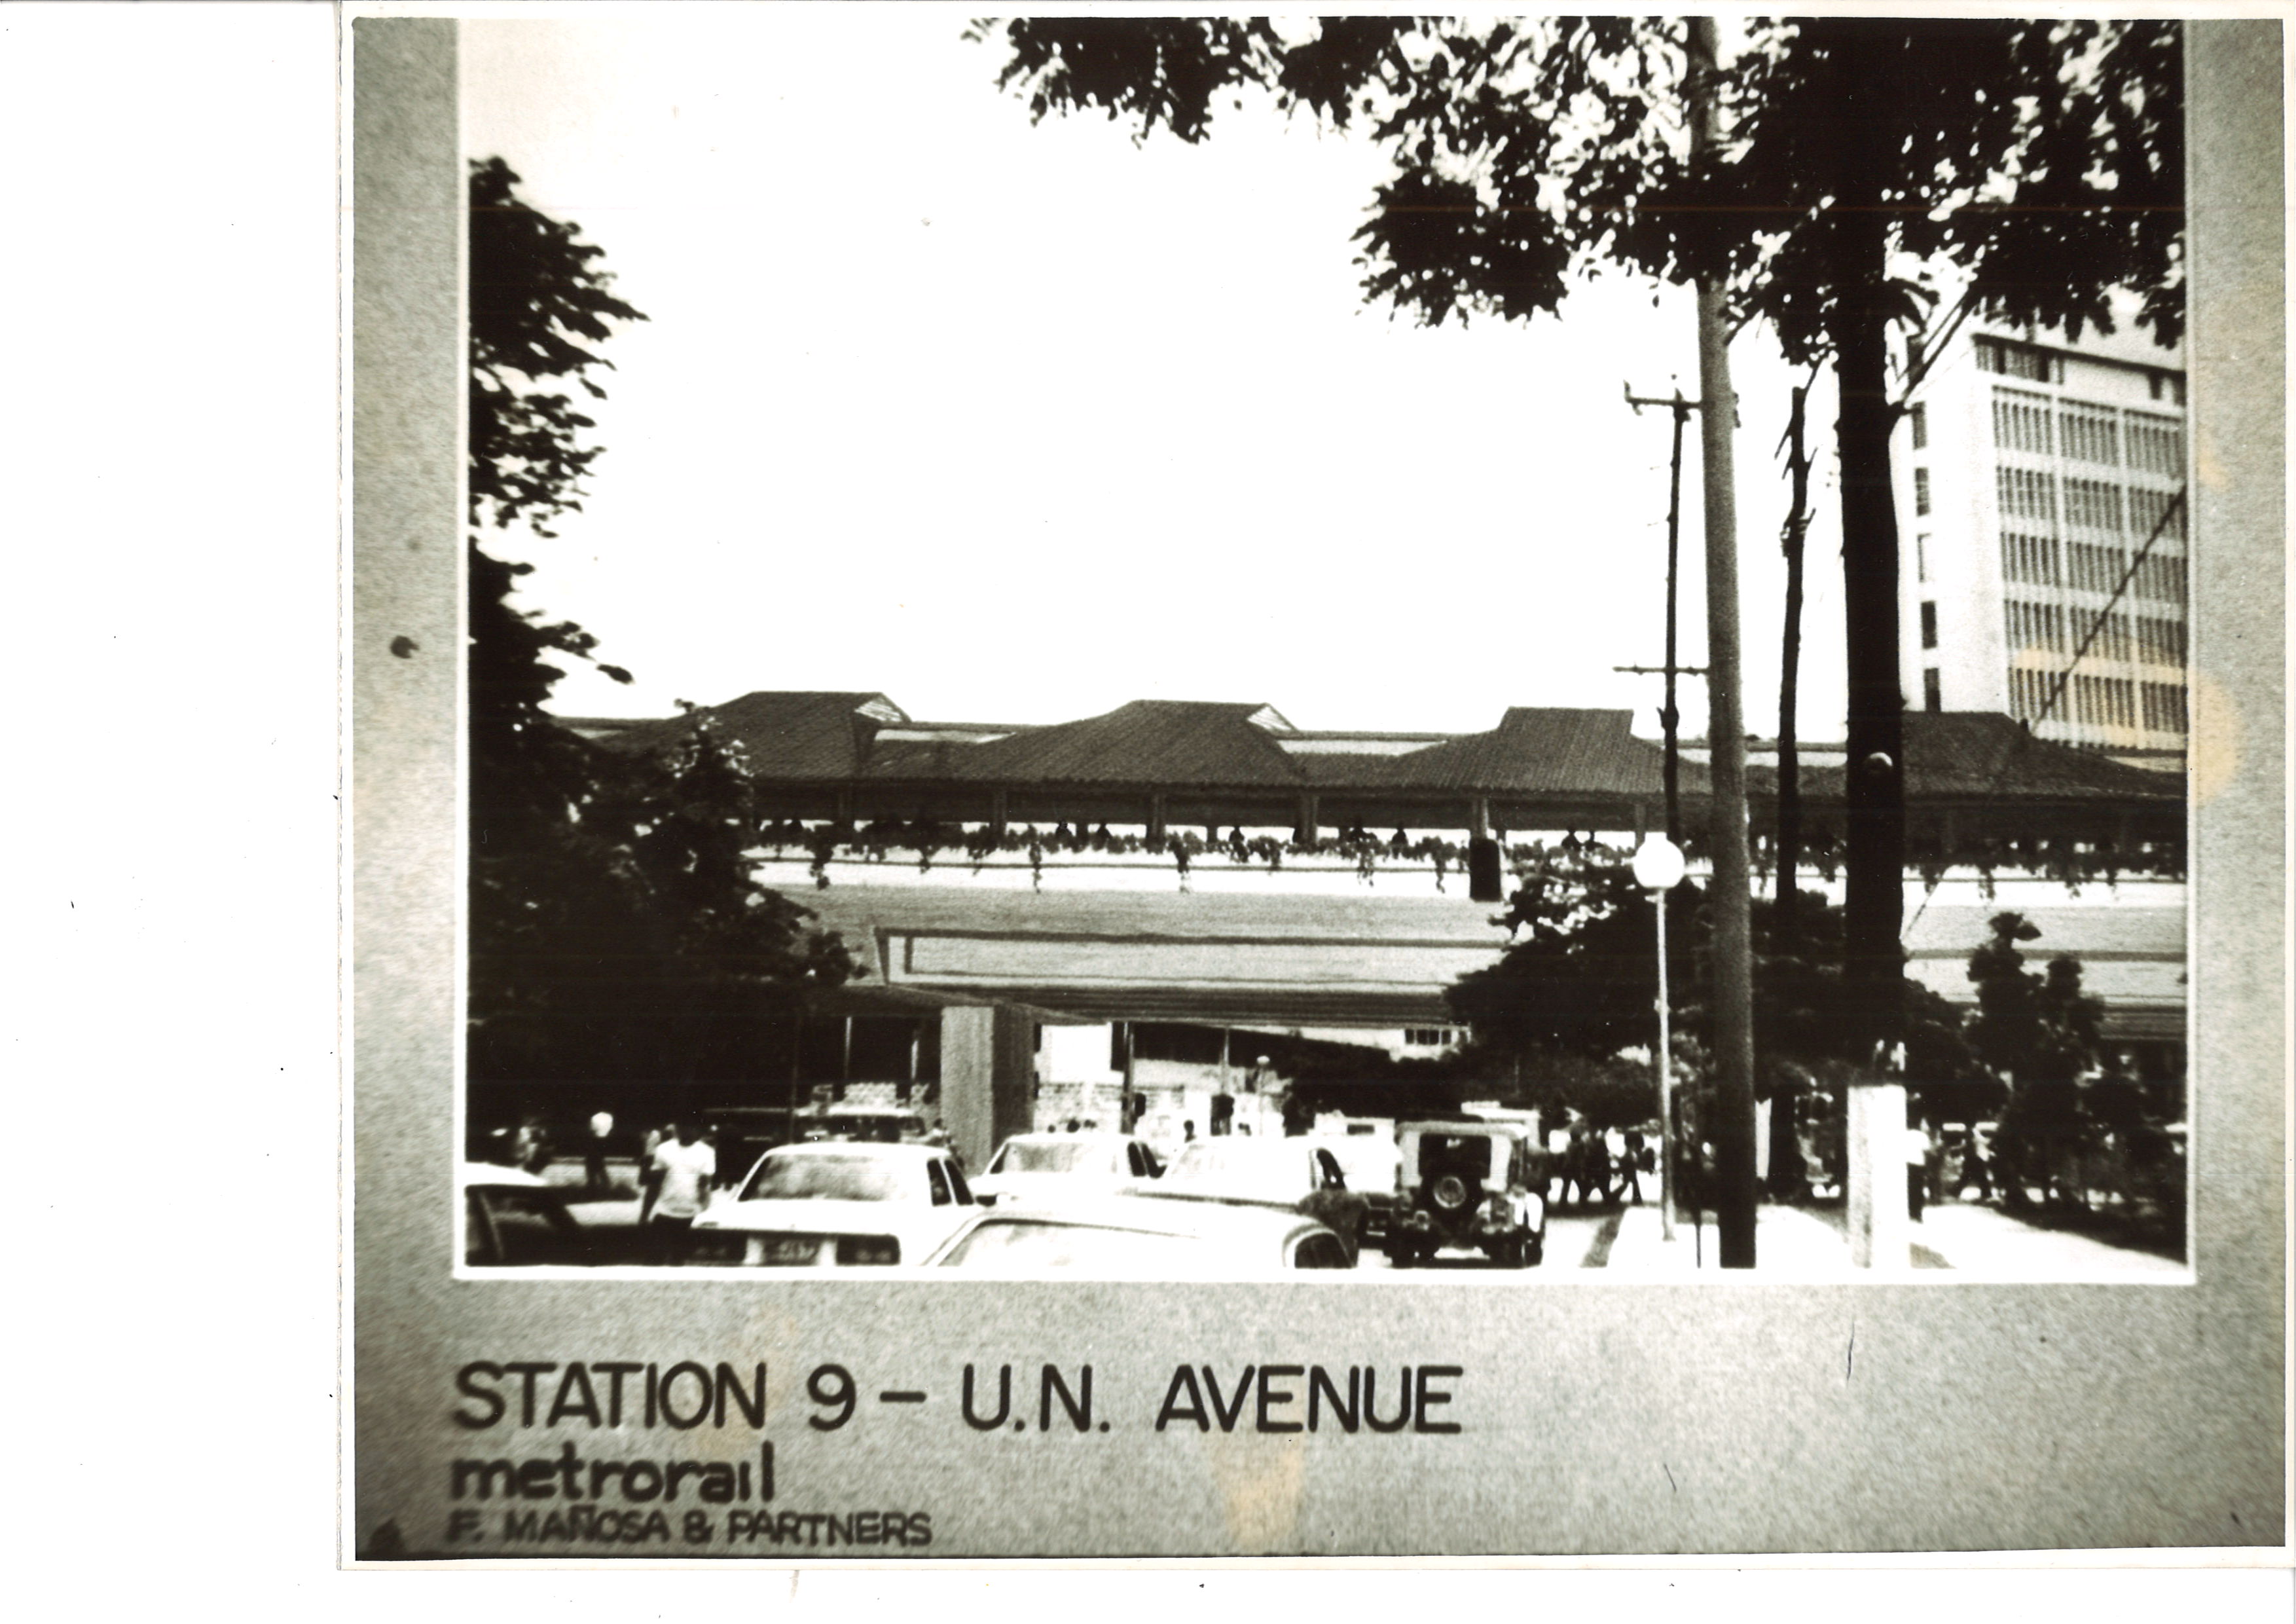 STATION 9 – U.N. AVENUE
metrorail
F. MAÑOSA & PARTNERS